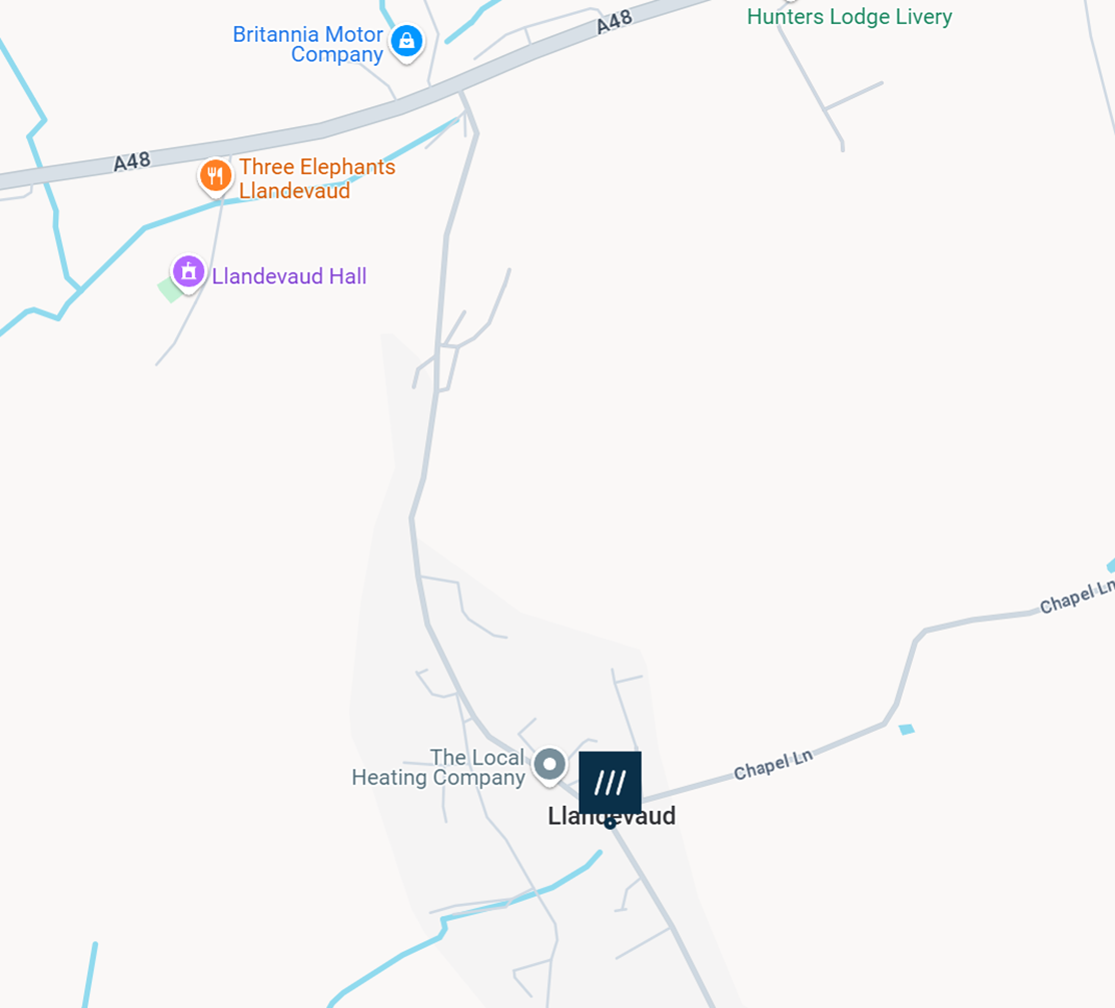 Hunters Lodge Livery
A48
Britannia Motor
Company
A48
Three Elephants
Llandevaud
Llandevaud Hall
Chapel Ln
Chapel Ln
The Local
Heating Company
Llandevaud